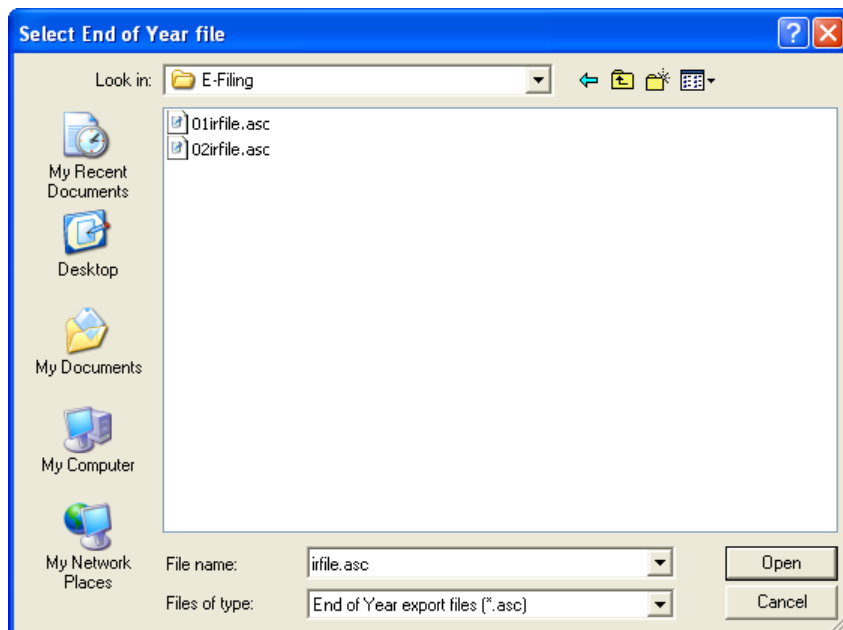 Select End of Year file
Look in: E-Filing
01irfile.asc
02irfile.asc
My Recent
Documents
Desktop
My Documents
My Computer
My Network
Places
File name: irfile.asc Open
Files of type: End of Year export files (*.asc) Cancel